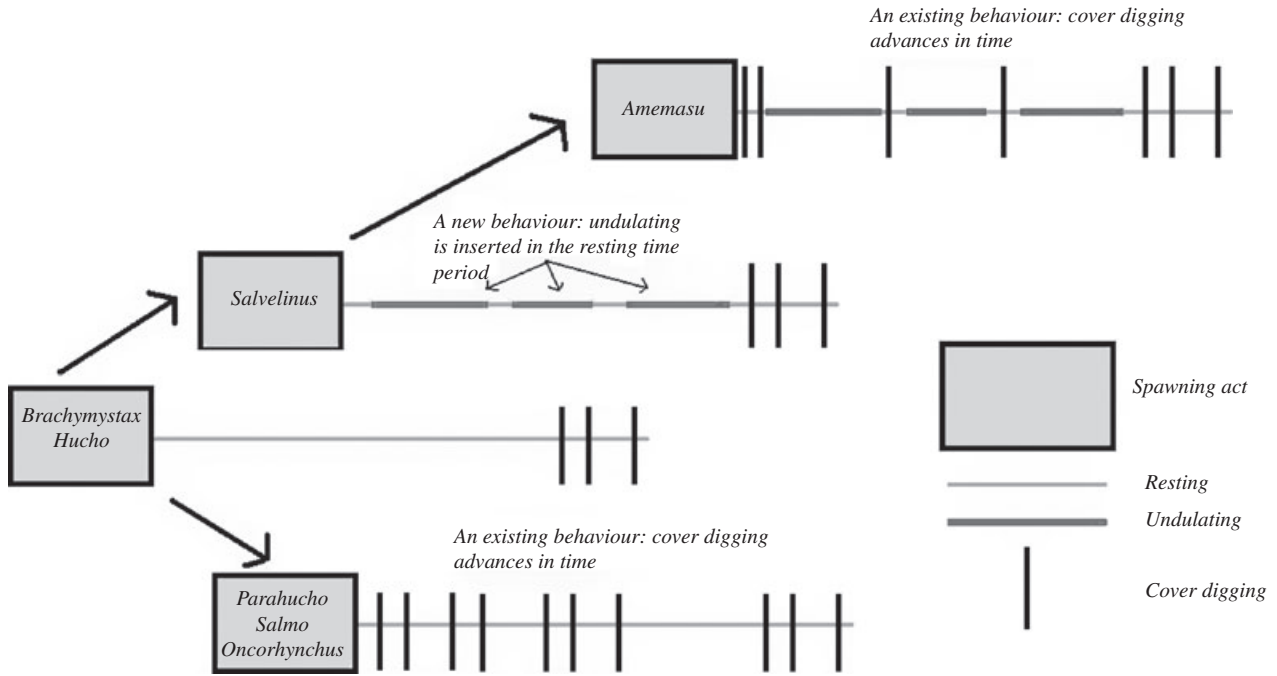 An existing behaviour: cover digging
advances in time
Amemasu
A new behaviour: undulating
is inserted in the resting time
period
Salvelinus
Brachymystax
Hucho
Spawning act
Resting
Undulating
Cover digging
An existing behaviour: cover digging
advances in time
Parahucho
Salmo
Oncorhynchus